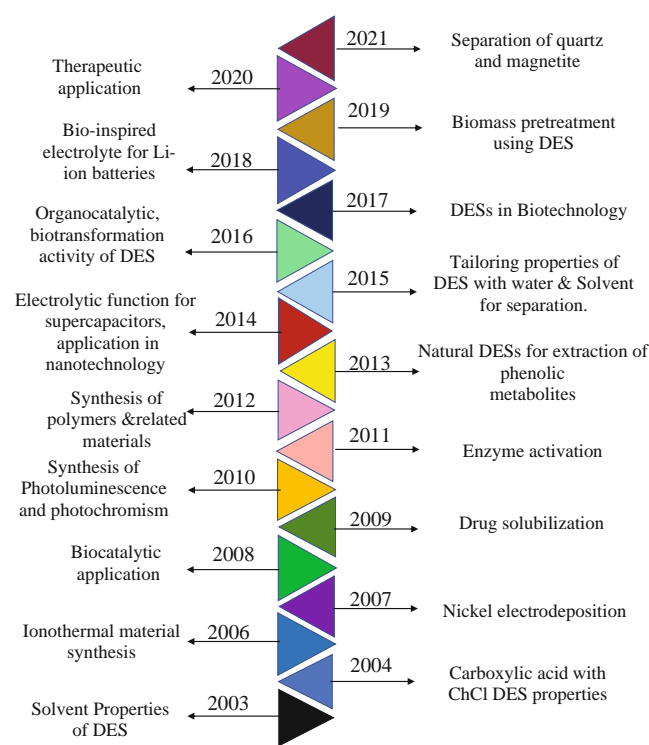 2021
Separation of quartz
and magnetite
Therapeutic
application
2020
2019
Biomass pretreatment
using DES
Bio-inspired
electrolyte for Li-
ion batteries
2018
2017
DESs in Biotechnology
Organocatalytic,
biotransformation
activity of DES
2016
2015
Tailoring properties of
DES with water & Solvent
for separation.
Electrolytic function for
supercapacitors,
application in
nanotechnology
2014
2013
Natural DESs for extraction of
phenolic
metabolites
Synthesis of
polymers &related
materials
2012
2011
Enzyme activation
Synthesis of
Photoluminescence
and photochromism
2010
2009
Drug solubilization
Biocatalytic
application
2008
2007
Nickel electrodeposition
Ionothermal material
synthesis
2006
2004
Carboxylic acid with
ChCl DES properties
Solvent Properties
of DES
2003